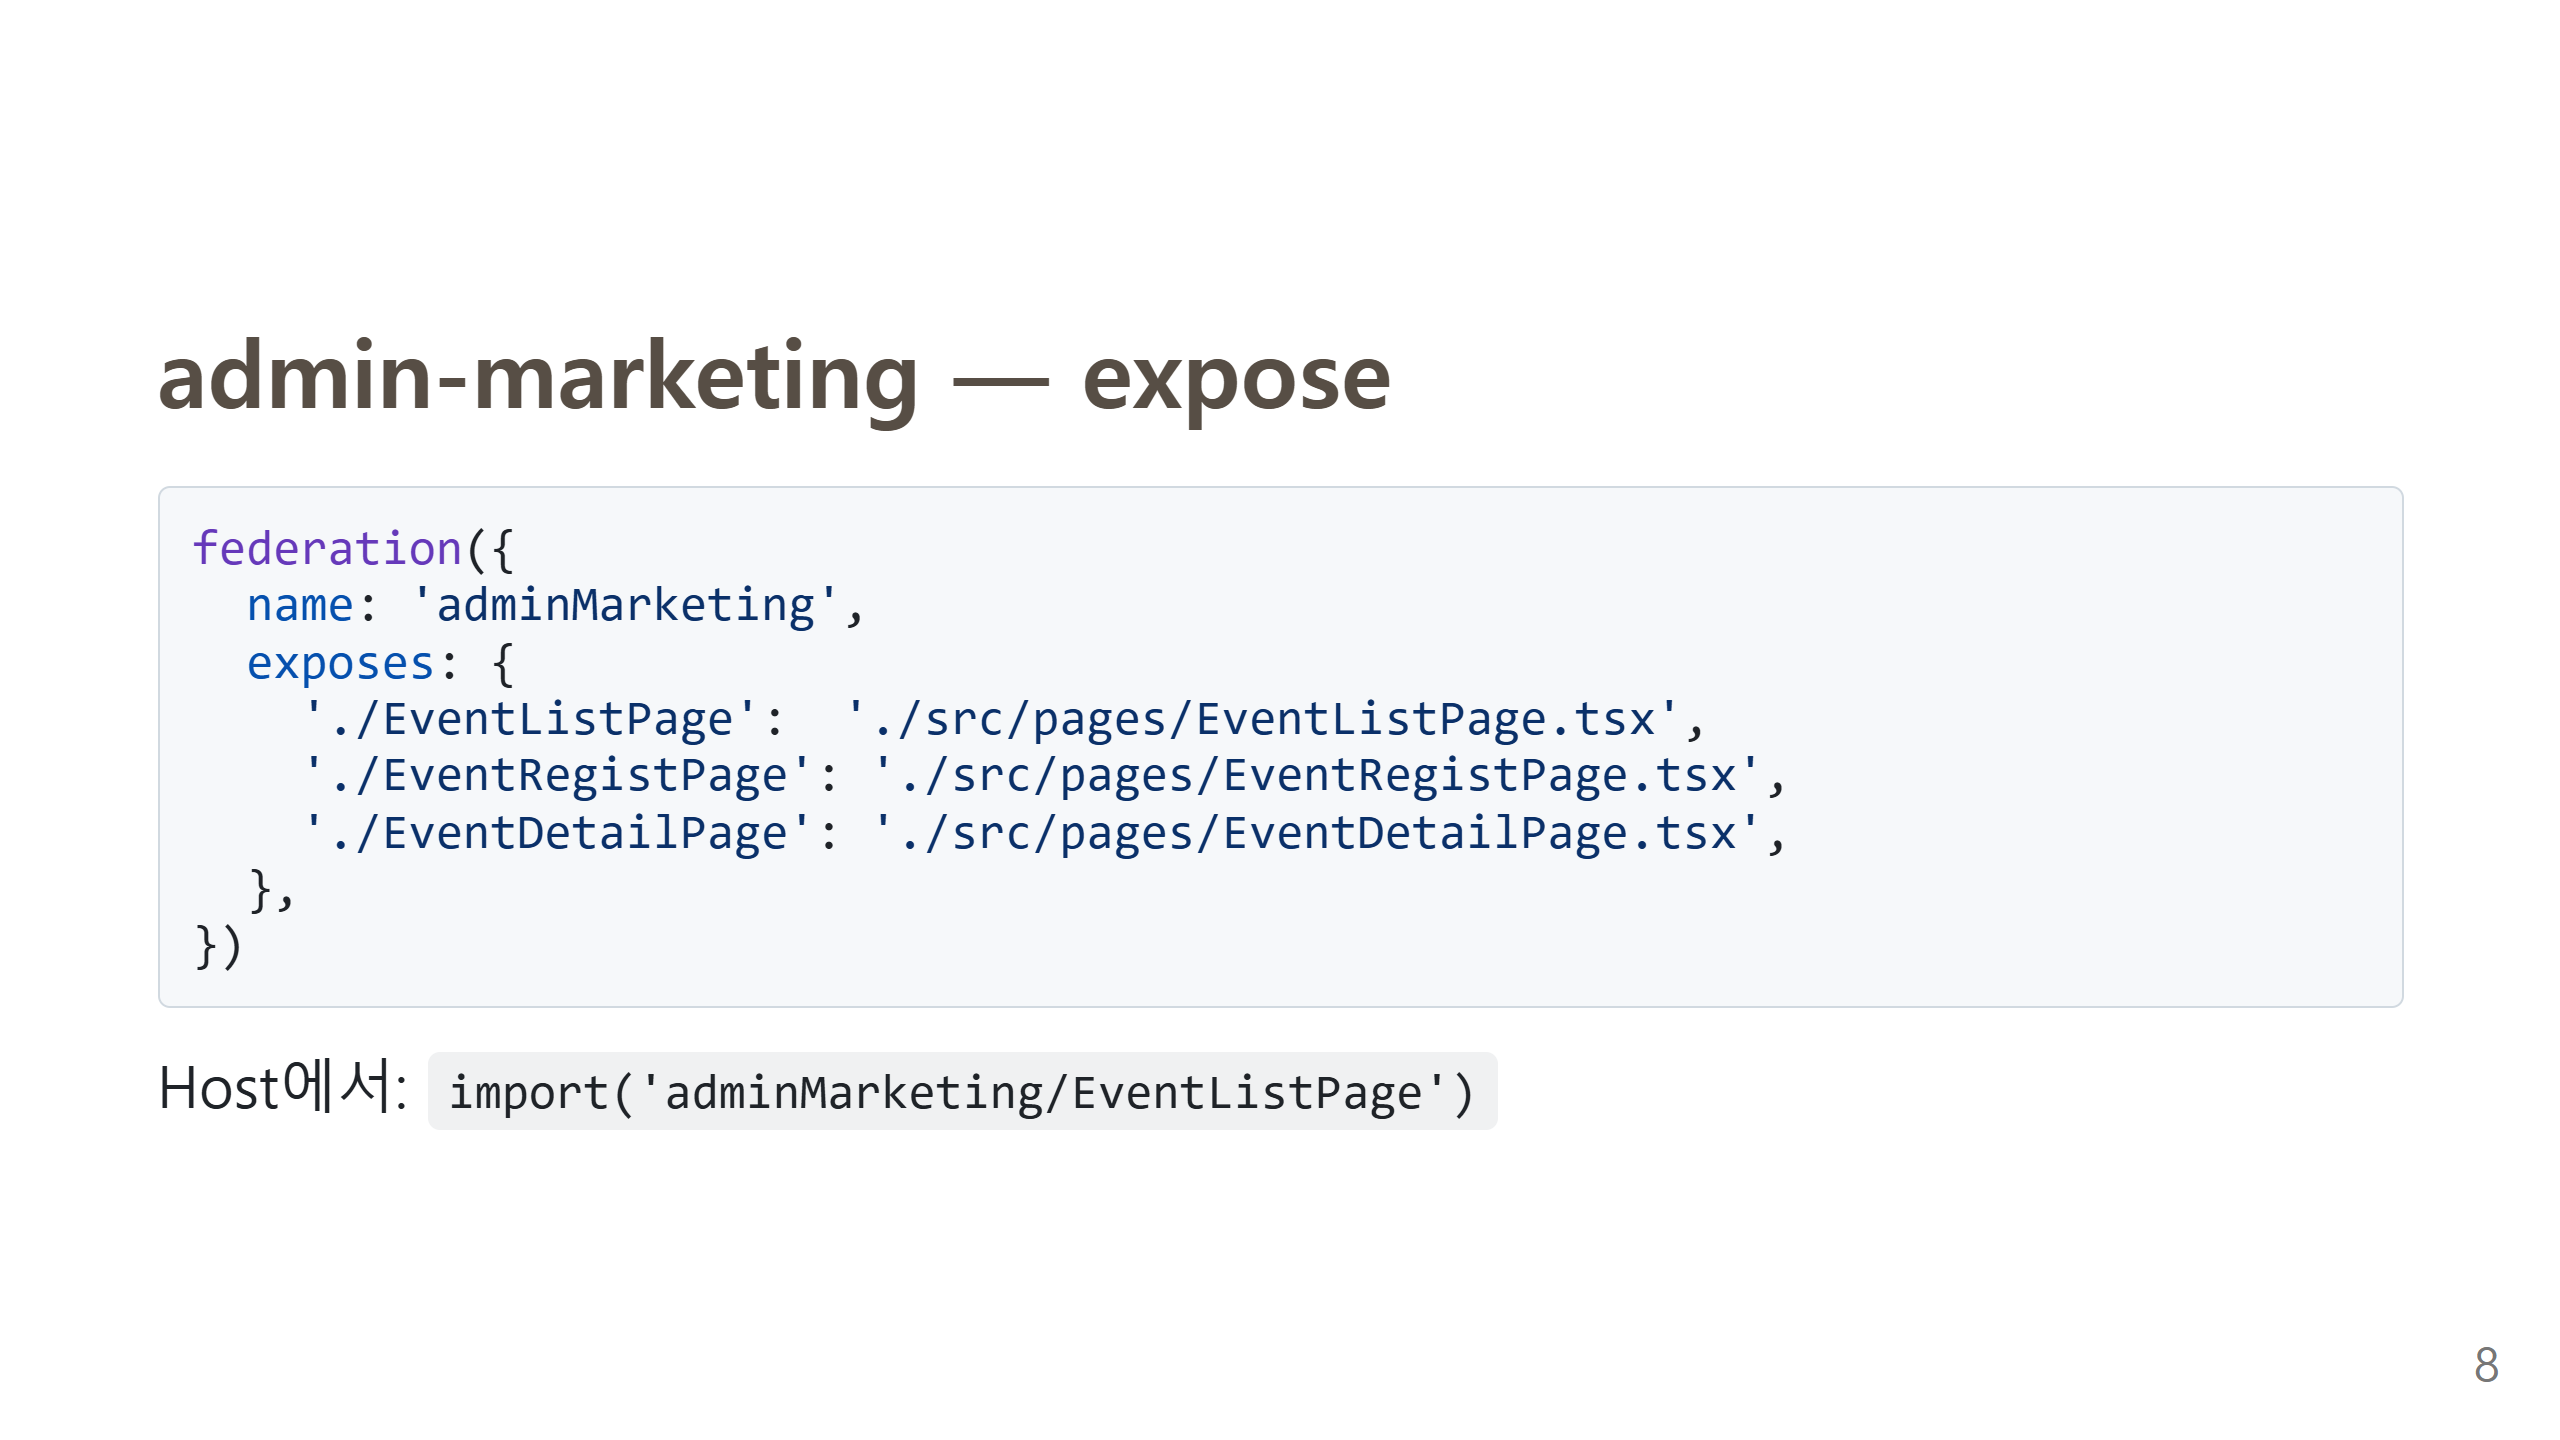 admin-marketing — expose
federation({
  name: 'adminMarketing',
  exposes: {
    './EventListPage':  './src/pages/EventListPage.tsx',
    './EventRegistPage': './src/pages/EventRegistPage.tsx',
    './EventDetailPage': './src/pages/EventDetailPage.tsx',
  },
})
Host에서: import('adminMarketing/EventListPage')
8